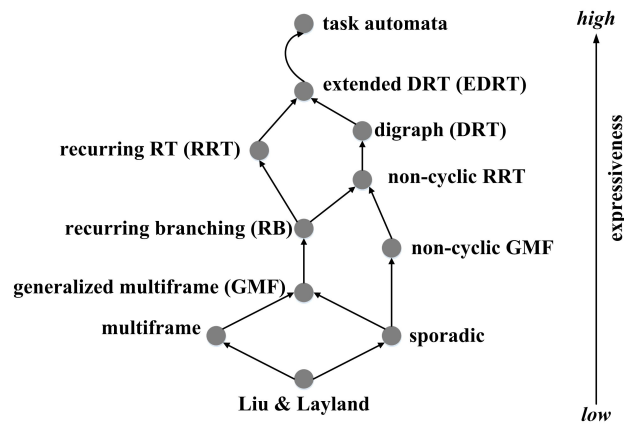 high
task automata
extended DRT (EDRT)
digraph (DRT)
recurring RT (RRT)
non-cyclic RRT
expressiveness
recurring branching (RB)
non-cyclic GMF
generalized multiframe (GMF)
multiframe
sporadic
Liu & Layland
low